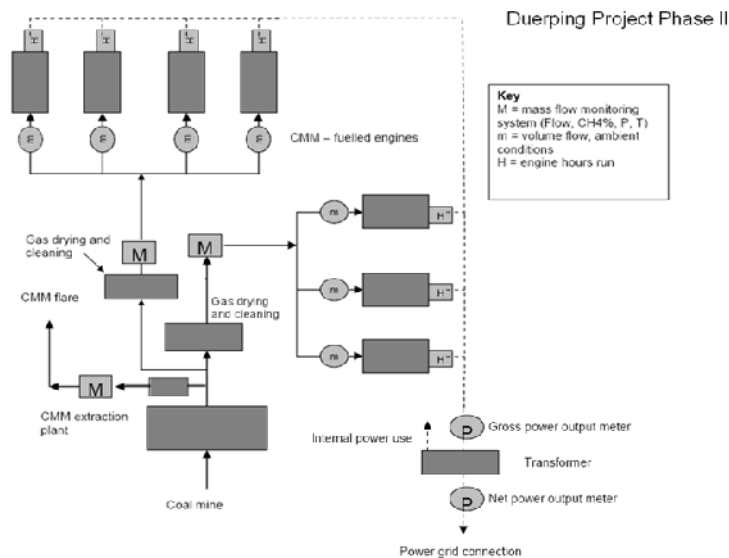 Duerping Project Phase II
H H H H
Key
M = mass flow monitoring
system (Flow, CH4%, P, T)
m = volume flow, ambient
conditions
H = engine hours run
m m m m
CMM – fuelled engines
m H
Gas drying and
cleaning
M
M
CMM flare
Gas drying
and cleaning
m H
m H
M
CMM extraction
plant
P
Gross power output meter
Internal power use
Transformer
Coal mine
P
Net power output meter
Power grid connection